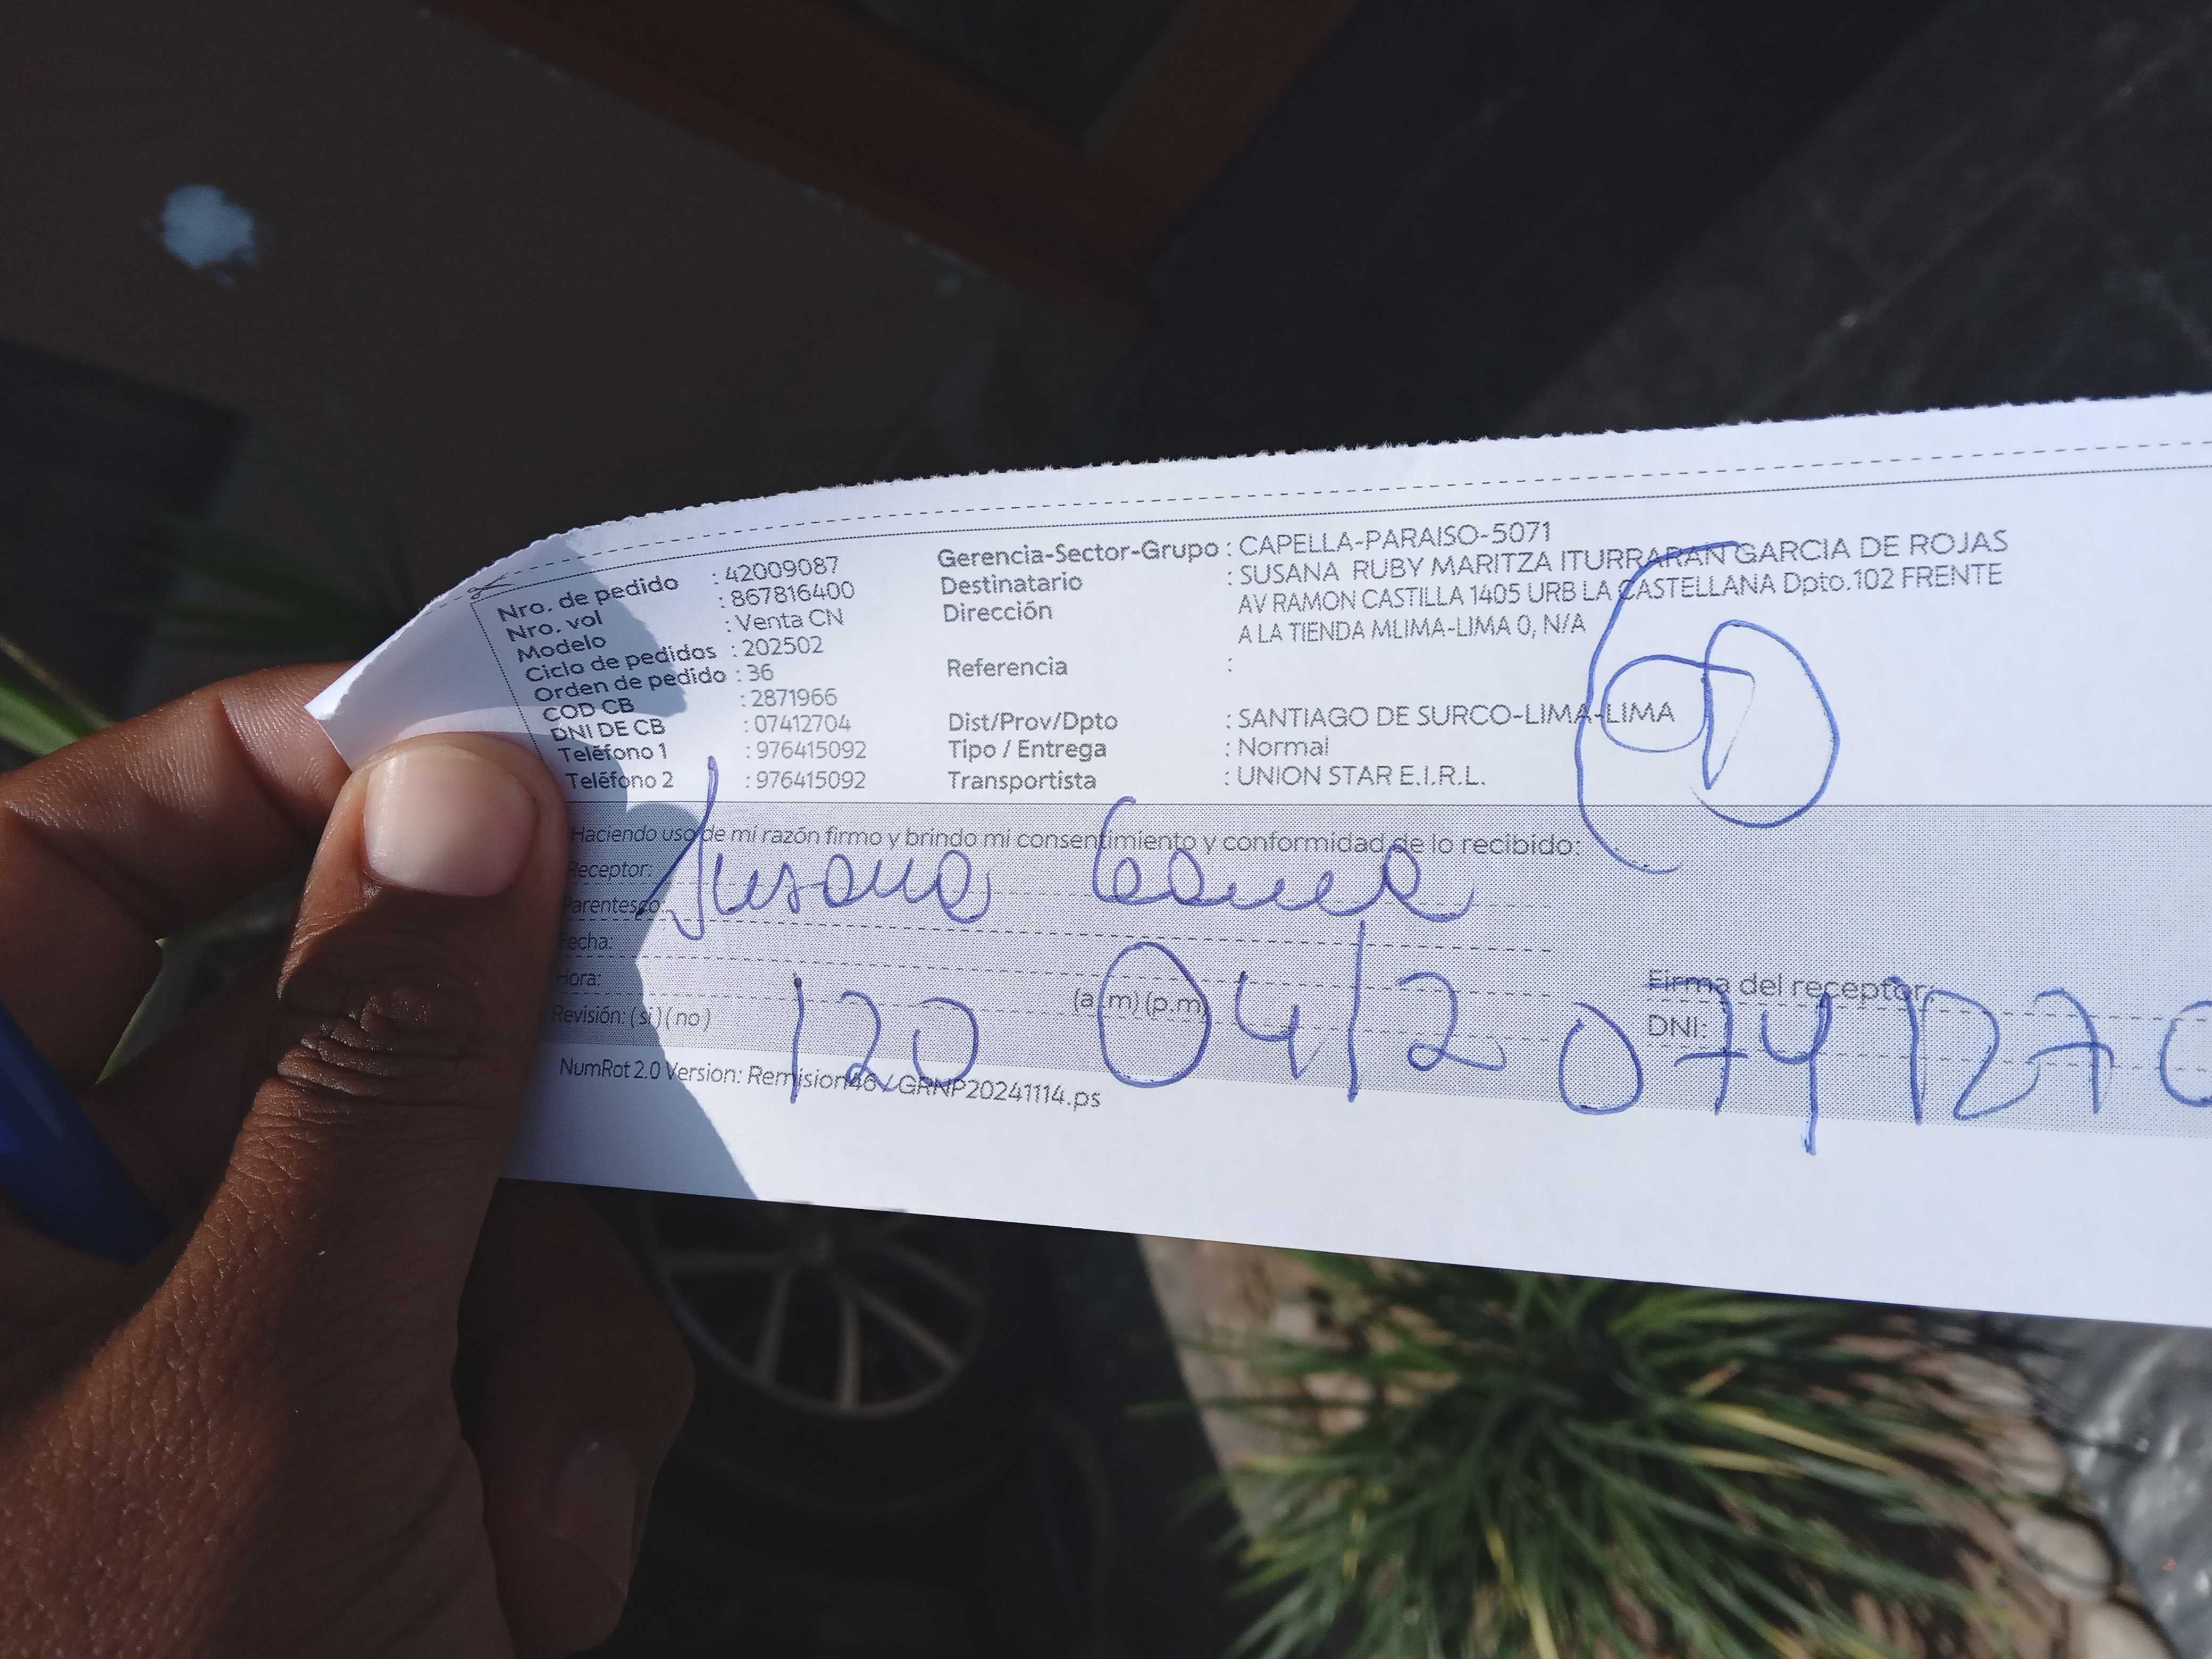 Nro. de pedido : 42009087
Nro. vol : 867816400
Modelo : Venta CN
Ciclo de pedidos : 202502
Orden de pedido : 36
COD CB : 2871966
DNI DE CB : 07412704
Teléfono 1 : 976415092
Teléfono 2 : 976415092
Gerencia-Sector-Grupo : CAPELLA-PARAISO-5071
Destinatario : SUSANA RUBY MARITZA ITURRARAN GARCIA DE ROJAS
Dirección AV RAMON CASTILLA 1405 URB LA CASTELLANA Dpto.102 FRENTE
A LA TIENDA MLIMA-LIMA 0, N/A
Referencia :
Dist/Prov/Dpto : SANTIAGO DE SURCO-LIMA-LIMA
Tipo / Entrega : Normal
Transportista : UNION STAR E.I.R.L.
Haciendo uso de mi razón firmo y brindo mi consentimiento y conformidad de lo recibido:
Receptor: Susana
Parentesco:
Fecha:
Hora: (a.m) (p.m)
Revisión: ( si ) ( no )
120 04/2
Firma del receptor:
DNI: 0741270
NumRot 2.0 Version: Remision46 / GRNP20241114.ps